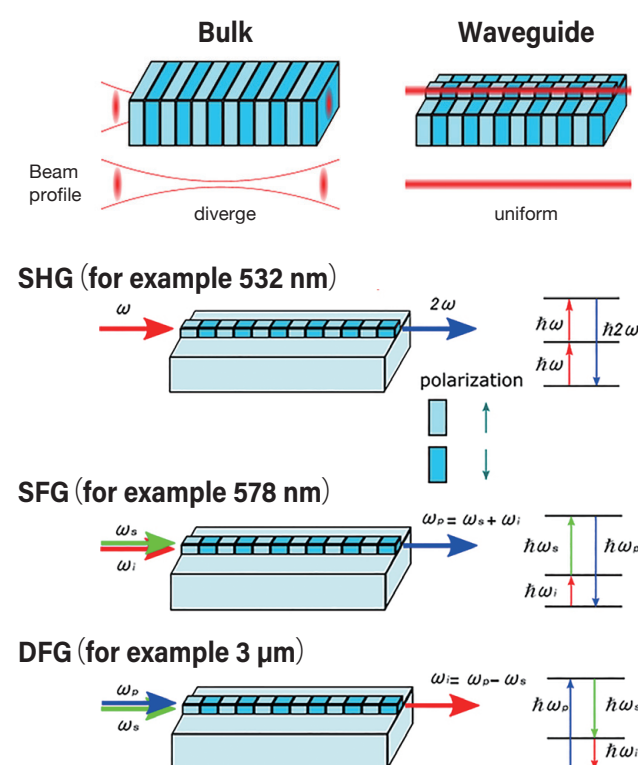 Bulk Waveguide
Beam
profile
diverge uniform
SHG (for example 532 nm)
ω 2ω
ħω ħ2ω
ħω
polarization
SFG (for example 578 nm)
ωs ωp = ωs + ωi
ωi
ħωs ħωp
ħωi
DFG (for example 3 µm)
ωp ωi = ωp − ωs
ωs
ħωp ħωs
ħωi